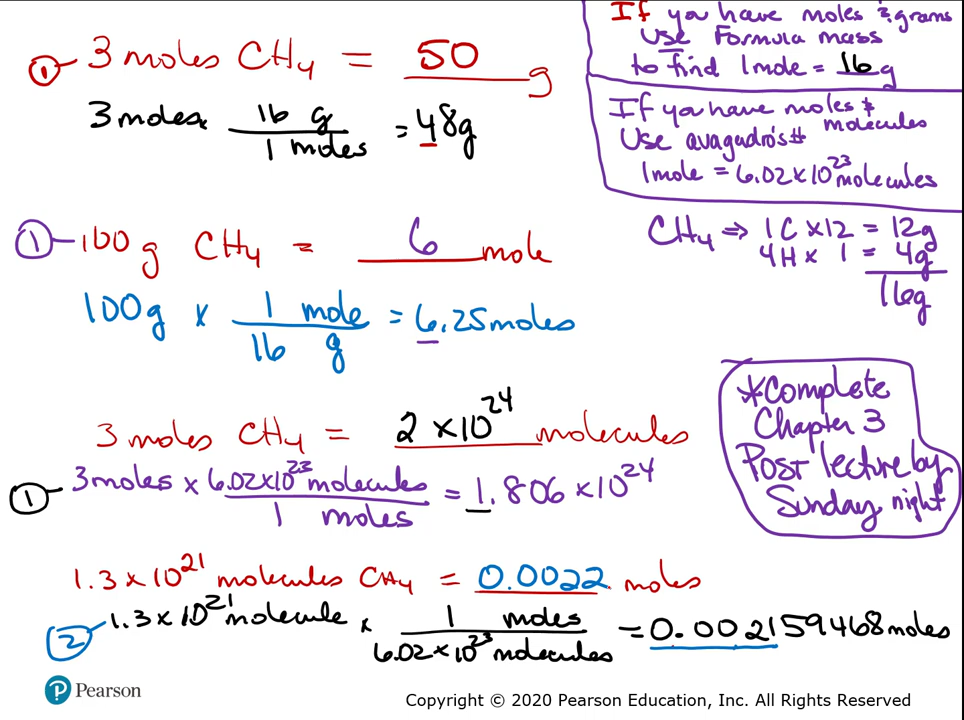 If you have moles & grams
Use Formula mass
to find 1 mole = 16 g
① 3 moles CH4 = 50 g
3 moles x 16 g / 1 moles = 48g
If you have moles &
molecules
Use avagadro's #
1 mole = 6.02 x 10^23 molecules
CH4 ⇒ 1C x 12 = 12g
4H x 1 = 4g
16g
① 100 g CH4 = 6 mole
100g x 1 mole / 16 g = 6.25 moles
*Complete
Chapter 3
Post lecture by
Sunday night
3 moles CH4 = 2 x 10^24 molecules
① 3 moles x 6.02 x 10^23 molecules / 1 moles = 1.806 x 10^24
1.3 x 10^21 molecules CH4 = 0.0022 moles
② 1.3 x 10^21 molecule x 1 moles / 6.02 x 10^23 molecules = 0.002159468 moles
Pearson
Copyright © 2020 Pearson Education, Inc. All Rights Reserved